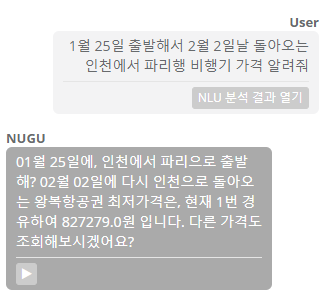 User
1월 25일 출발해서 2월 2일날 돌아오는
인천에서 파리행 비행기 가격 알려줘
NLU 분석 결과 열기
NUGU
01월 25일에, 인천에서 파리으로 출발
해? 02월 02일에 다시 인천으로 돌아오
는 왕복항공권 최저가격은, 현재 1번 경
유하여 827279.0원 입니다. 다른 가격도
조회해보시겠어요?